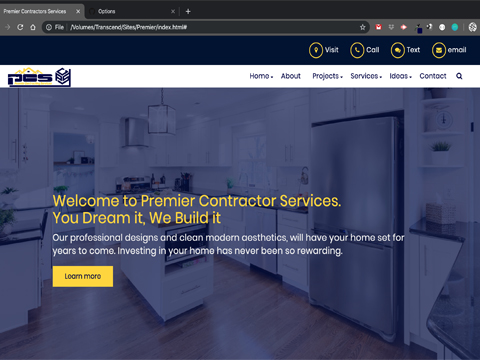 Premier Contractors Services
Options
File
/Volumes/Transcend/Sites/Premier/index.html#
Visit
Call
Text
email
PCS
Home
About
Projects
Services
Ideas
Contact
Welcome to Premier Contractor Services.
You Dream it, We Build it
Our professional designs and clean modern aesthetics, will have your home set for
years to come. Investing in your home has never been so rewarding.
Learn more